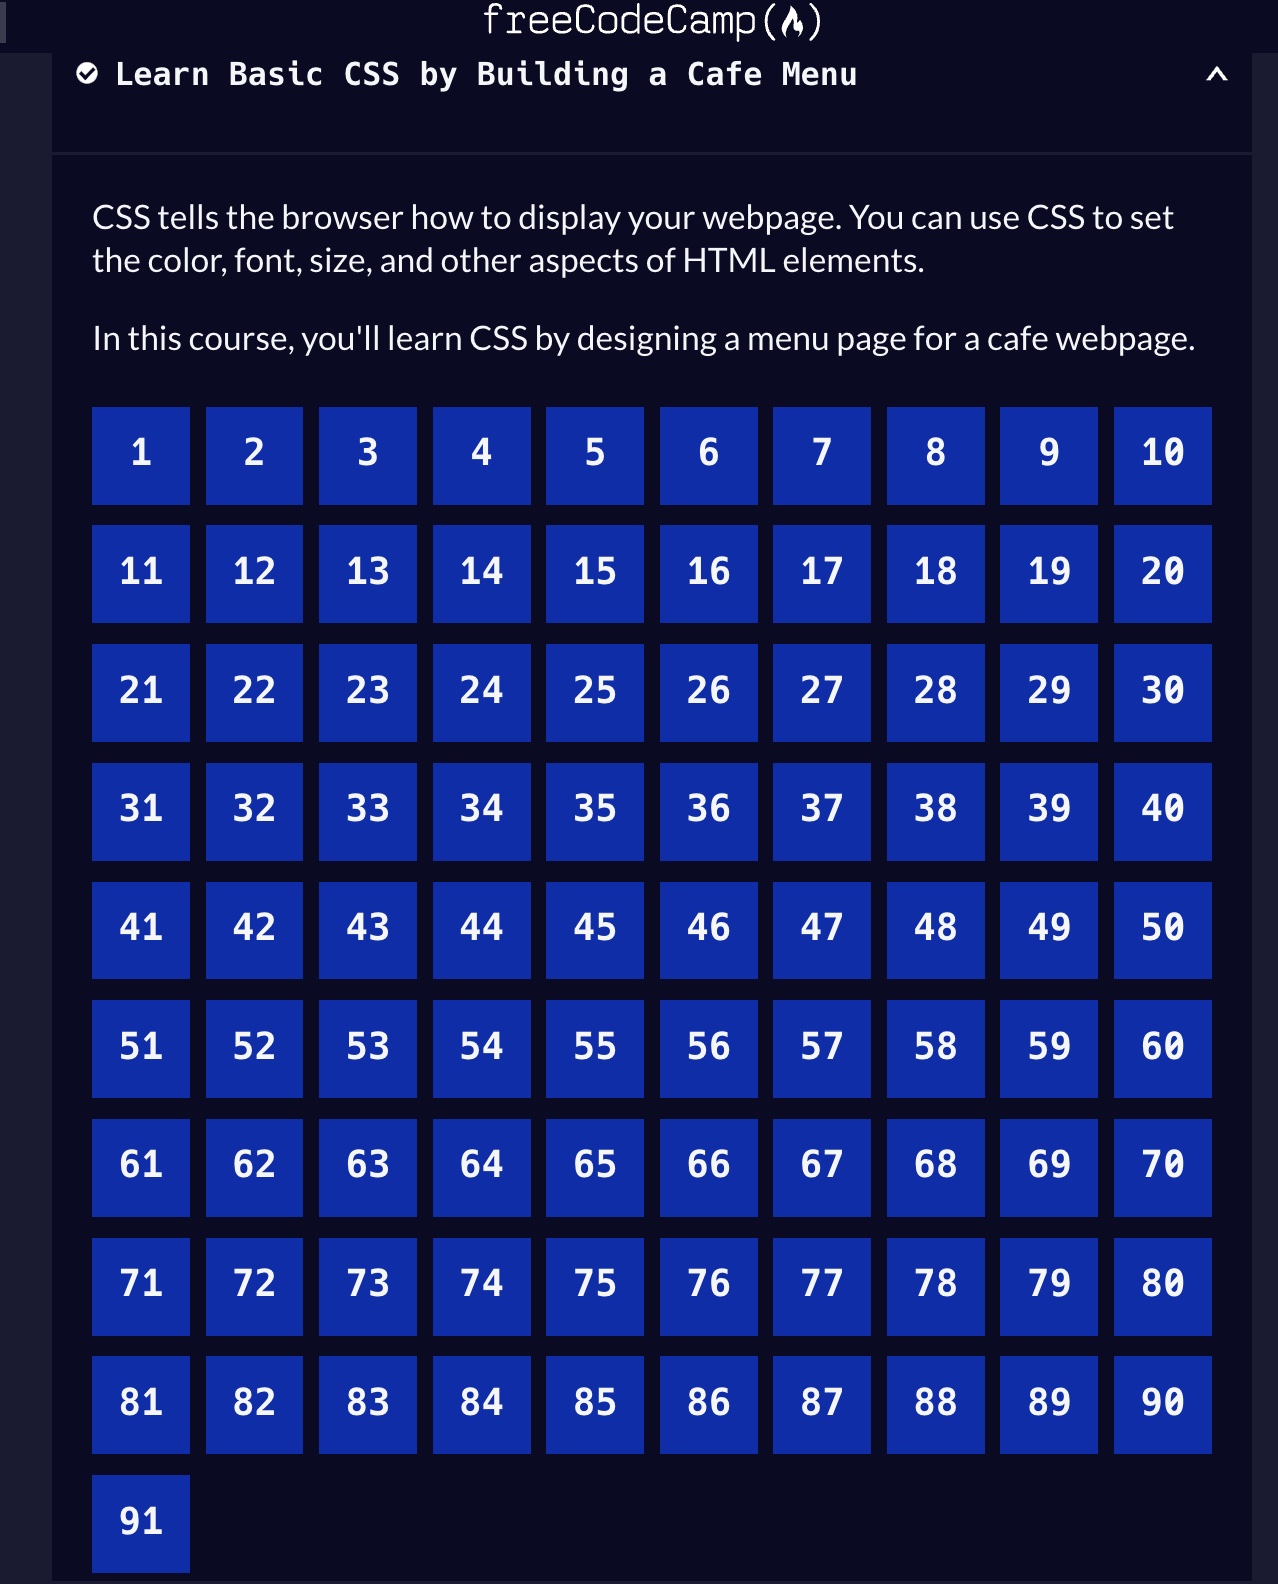 freeCodeCamp
Learn Basic CSS by Building a Cafe Menu
CSS tells the browser how to display your webpage. You can use CSS to set
the color, font, size, and other aspects of HTML elements.
In this course, you'll learn CSS by designing a menu page for a cafe webpage.
1 2 3 4 5 6 7 8 9 10
11 12 13 14 15 16 17 18 19 20
21 22 23 24 25 26 27 28 29 30
31 32 33 34 35 36 37 38 39 40
41 42 43 44 45 46 47 48 49 50
51 52 53 54 55 56 57 58 59 60
61 62 63 64 65 66 67 68 69 70
71 72 73 74 75 76 77 78 79 80
81 82 83 84 85 86 87 88 89 90
91